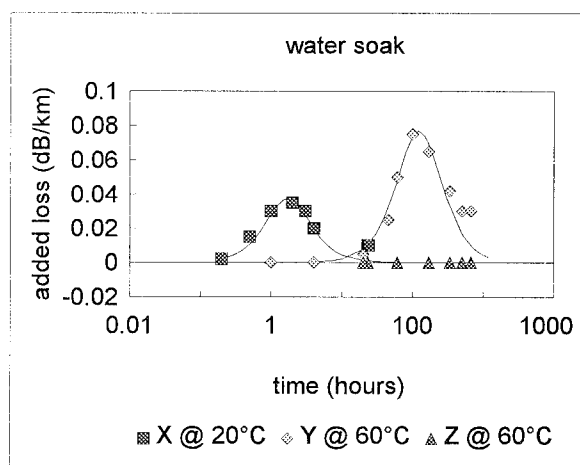 water soak
added loss (dB/km)
0.1
0.08
0.06
0.04
0.02
0
-0.02
0.01
1
100
1000
time (hours)
X @ 20°C
Y @ 60°C
Z @ 60°C